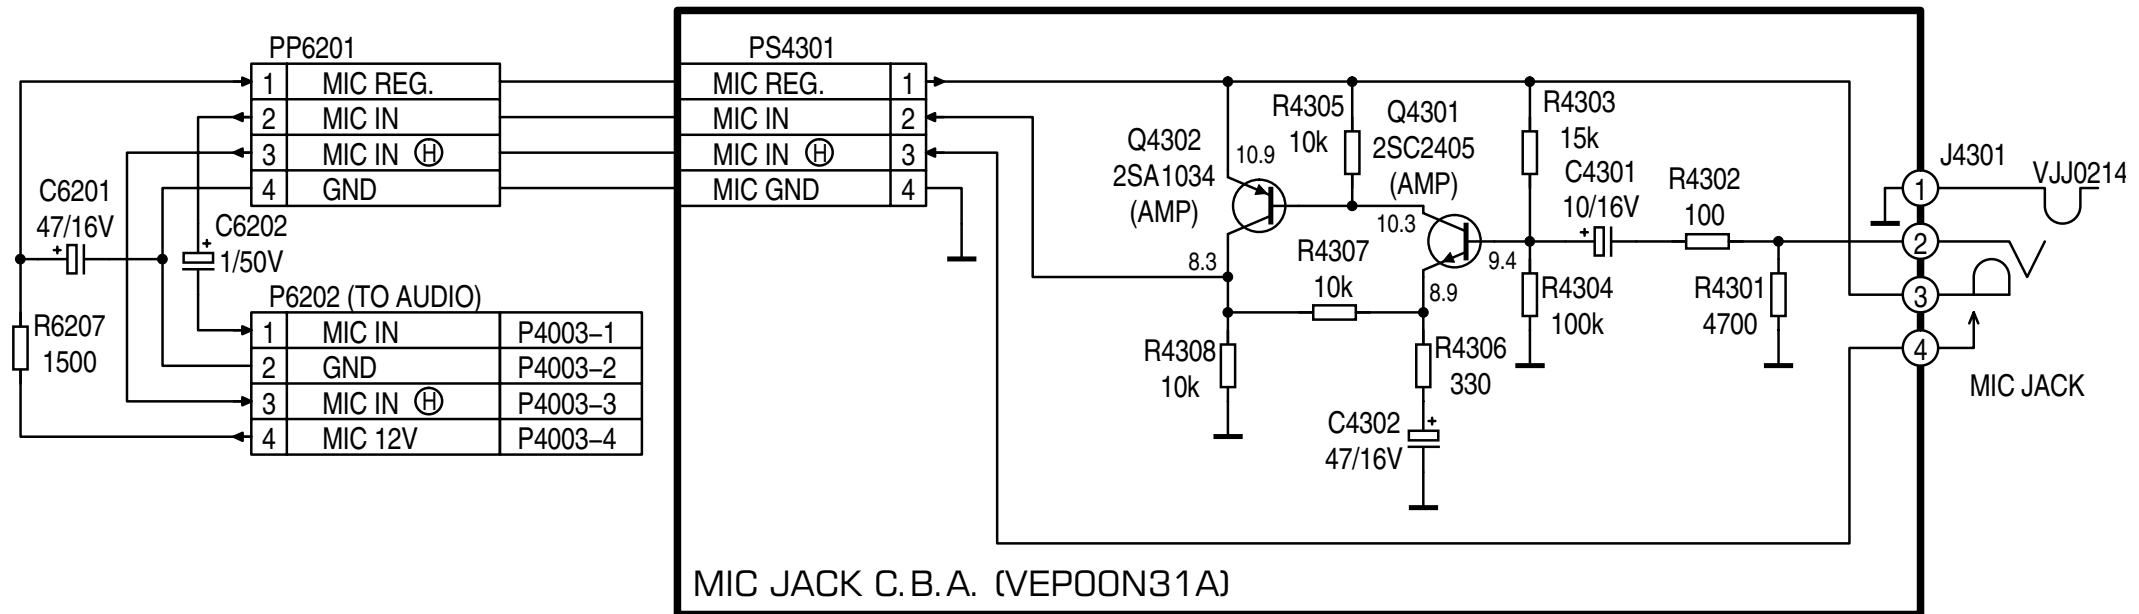 PP6201
1 MIC REG.
2 MIC IN
3 MIC IN Ⓗ
4 GND
C6201
47/16V
+
C6202
1/50V
+
R6207
1500
P6202 (TO AUDIO)
1 MIC IN P4003–1
2 GND P4003–2
3 MIC IN Ⓗ P4003–3
4 MIC 12V P4003–4
PS4301
MIC REG. 1
MIC IN 2
MIC IN Ⓗ 3
MIC GND 4
Q4302
2SA1034
(AMP)
10.9
8.3
R4305
10k
Q4301
2SC2405
(AMP)
10.3
9.4
8.9
R4303
15k
C4301
10/16V
+
R4302
100
R4307
10k
R4308
10k
R4306
330
C4302
47/16V
+
R4304
100k
R4301
4700
J4301
VJJ0214
1
2
3
4
MIC JACK
MIC JACK C.B.A. (VEP00N31A)